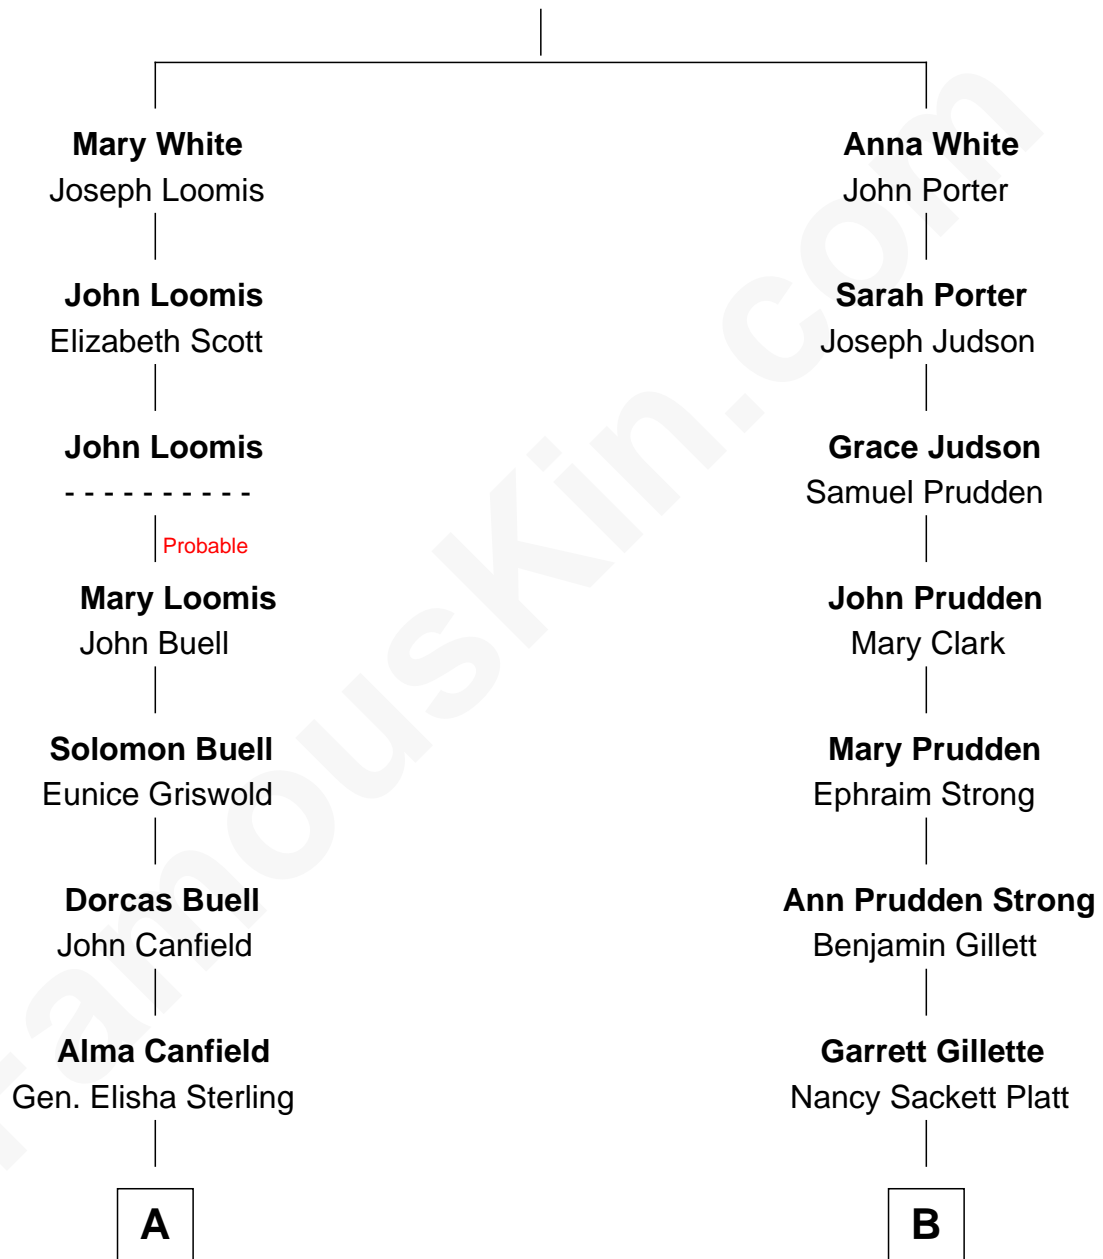 Mary White
Joseph Loomis
John Loomis
Elizabeth Scott
John Loomis
- - - - - - - - - -
Probable
Mary Loomis
John Buell
Solomon Buell
Eunice Griswold
Dorcas Buell
John Canfield
Alma Canfield
Gen. Elisha Sterling
A
Anna White
John Porter
Sarah Porter
Joseph Judson
Grace Judson
Samuel Prudden
John Prudden
Mary Clark
Mary Prudden
Ephraim Strong
Ann Prudden Strong
Benjamin Gillett
Garrett Gillette
Nancy Sackett Platt
B
FamousKin.com